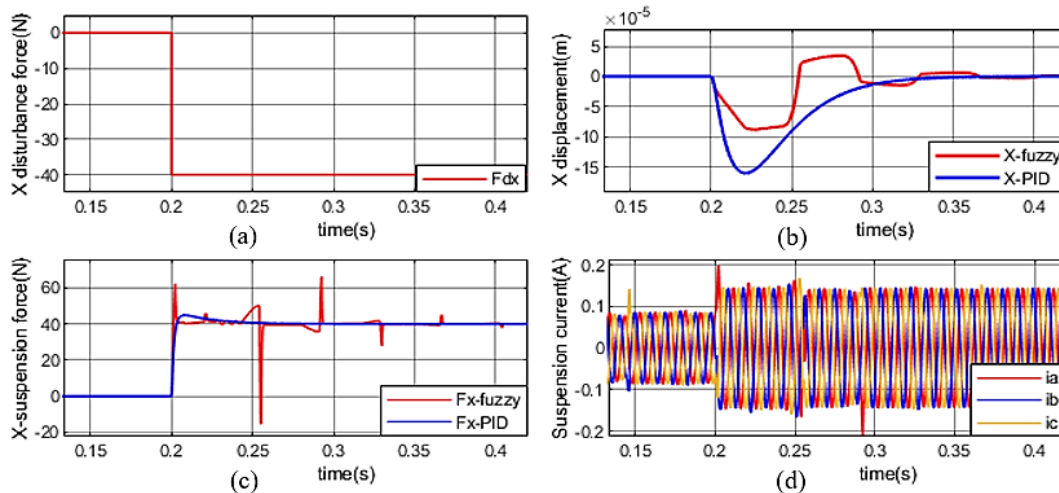 X disturbance force(N)
0
-10
-20
-30
-40
Fdx
0.15 0.2 0.25 0.3 0.35 0.4
(a) time(s)
×10-5
X displacement(m)
5
0
-5
-10
-15
X-fuzzy
X-PID
0.15 0.2 0.25 0.3 0.35 0.4
(b) time(s)
X-suspension force(N)
60
40
20
0
-20
Fx-fuzzy
Fx-PID
0.15 0.2 0.25 0.3 0.35 0.4
(c) time(s)
Suspension current(A)
0.2
0.1
0
-0.1
-0.2
ia
ib
ic
0.15 0.2 0.25 0.3 0.35 0.4
(d) time(s)